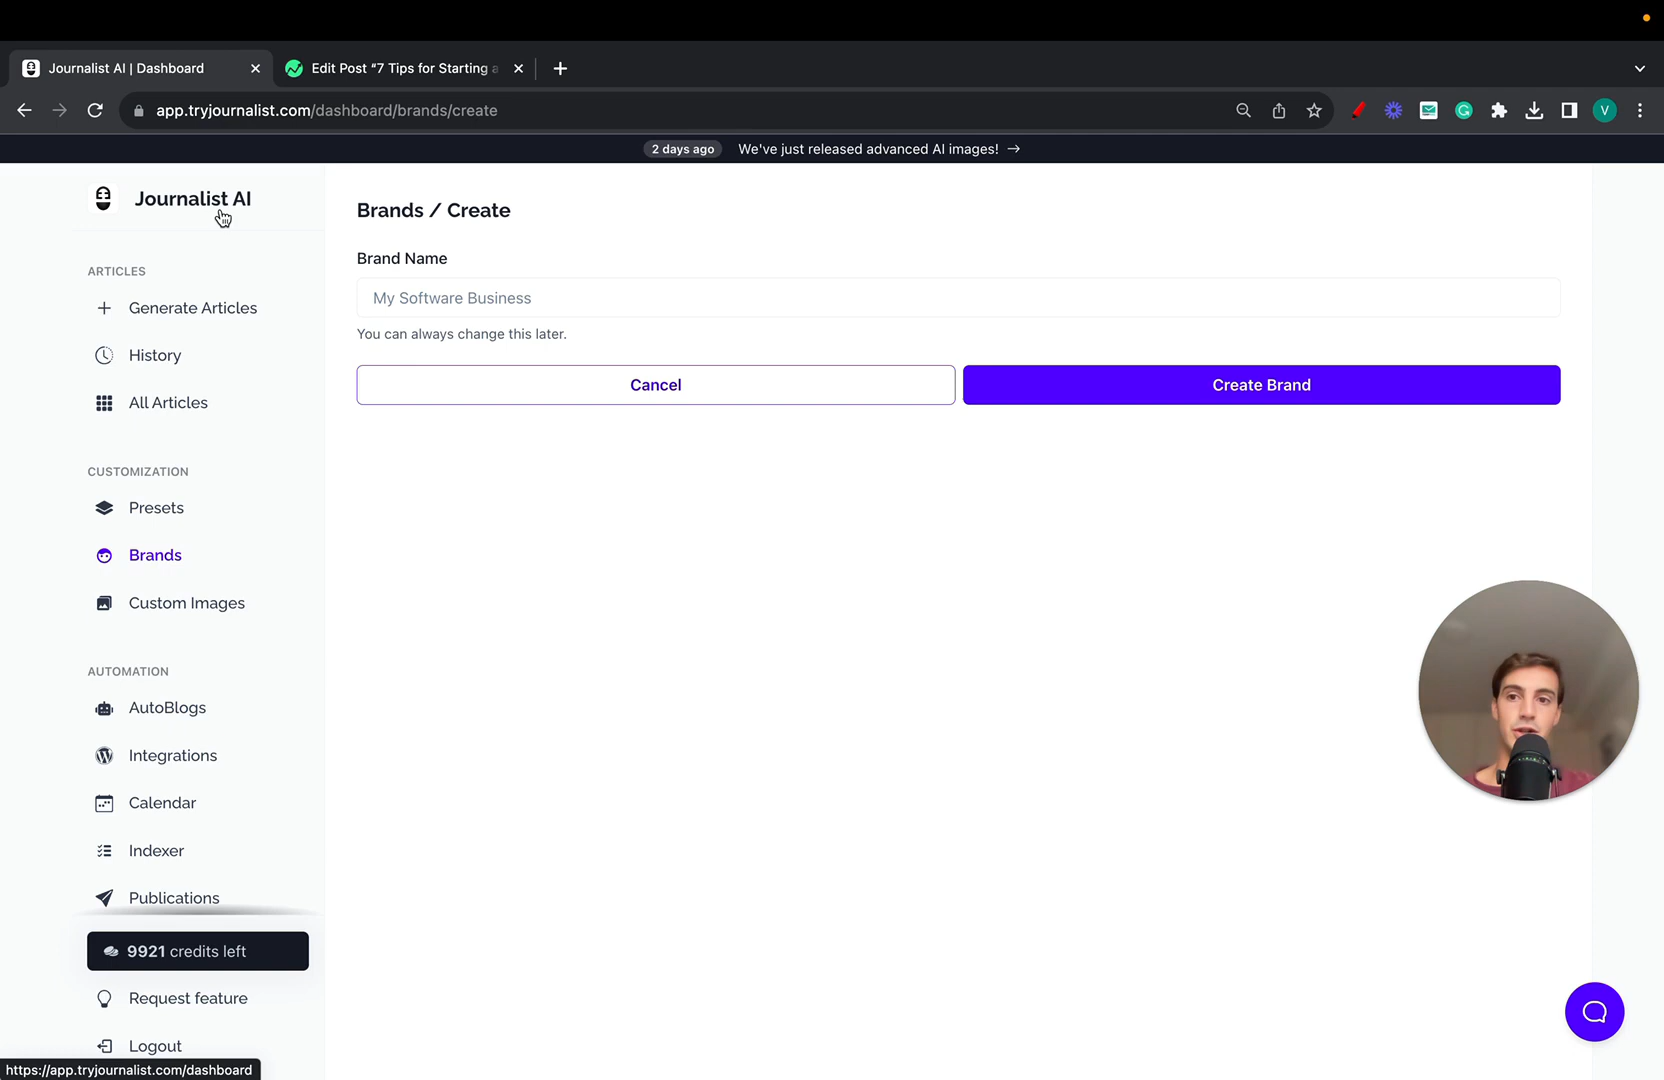 Journalist AI | Dashboard
Edit Post “7 Tips for Starting a
app.tryjournalist.com/dashboard/brands/create
V
2 days ago We've just released advanced AI images! →
Journalist AI
Brands / Create
Brand Name
My Software Business
You can always change this later.
Cancel
Create Brand
ARTICLES
Generate Articles
History
All Articles
CUSTOMIZATION
Presets
Brands
Custom Images
AUTOMATION
AutoBlogs
Integrations
Calendar
Indexer
Publications
9921 credits left
Request feature
Logout
https://app.tryjournalist.com/dashboard